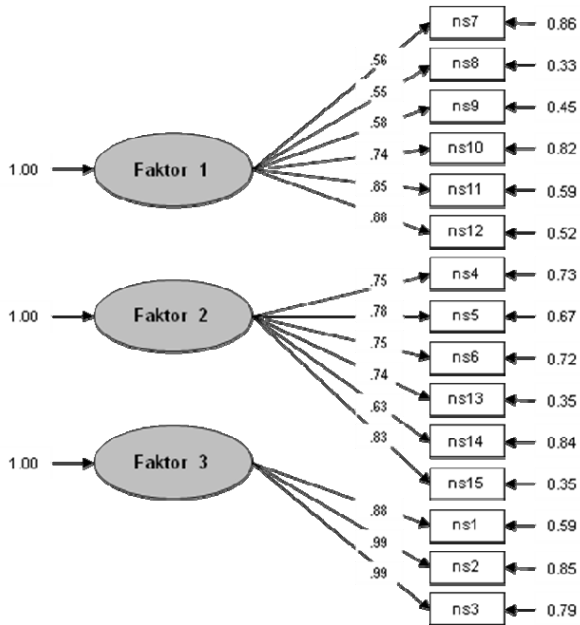 ns7 0.86
.56
ns8 0.33
.55
ns9 0.45
.58
1.00 Faktor 1 .74 ns10 0.82
.85 ns11 0.59
.88 ns12 0.52
ns4 0.73
.75
1.00 Faktor 2 .78 ns5 0.67
.75 ns6 0.72
.74 ns13 0.35
.63 ns14 0.84
.83
1.00 Faktor 3
ns15 0.35
.88 ns1 0.59
.99 ns2 0.85
.99 ns3 0.79